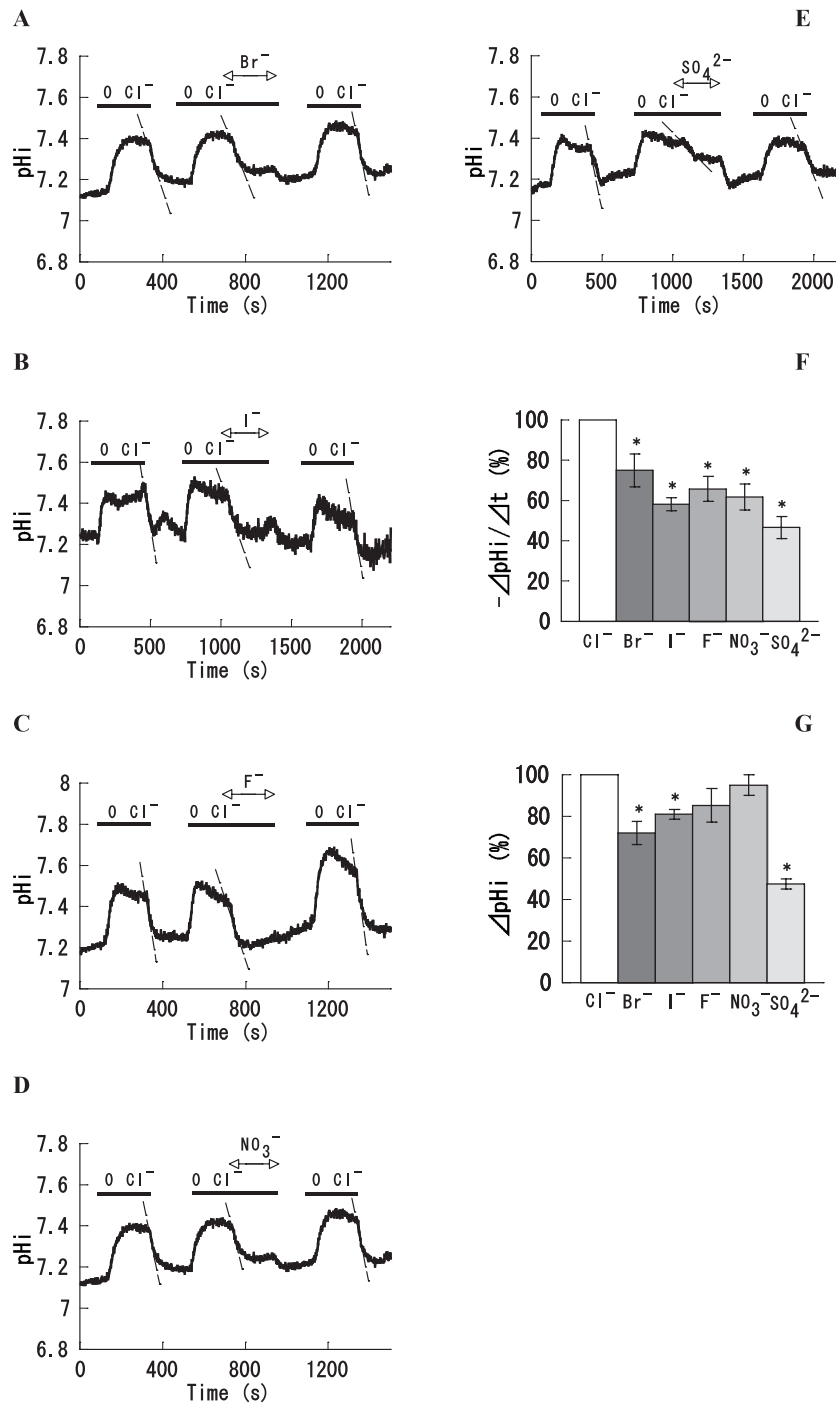 A
7.8
7.6
7.4
7.2
7
6.8
pHi
0 Cl⁻
0 Cl⁻
Br⁻
0 Cl⁻
0
400
800
1200
Time (s)
E
7.8
7.6
7.4
7.2
7
6.8
pHi
0 Cl⁻
0 Cl⁻
SO₄²⁻
0 Cl⁻
0
500
1000
1500
2000
Time (s)
B
7.8
7.6
7.4
7.2
7
6.8
pHi
0 Cl⁻
0 Cl⁻
I⁻
0 Cl⁻
0
500
1000
1500
2000
Time (s)
F
100
80
60
40
20
0
-⊿pHi/⊿t (%)
*
*
*
*
*
Cl⁻
Br⁻
I⁻
F⁻
NO₃⁻
SO₄²⁻
C
8
7.8
7.6
7.4
7.2
7
pHi
0 Cl⁻
0 Cl⁻
F⁻
0 Cl⁻
0
400
800
1200
Time (s)
G
100
80
60
40
20
0
⊿pHi (%)
*
*
*
Cl⁻
Br⁻
I⁻
F⁻
NO₃⁻
SO₄²⁻
D
7.8
7.6
7.4
7.2
7
6.8
pHi
0 Cl⁻
0 Cl⁻
NO₃⁻
0 Cl⁻
0
400
800
1200
Time (s)